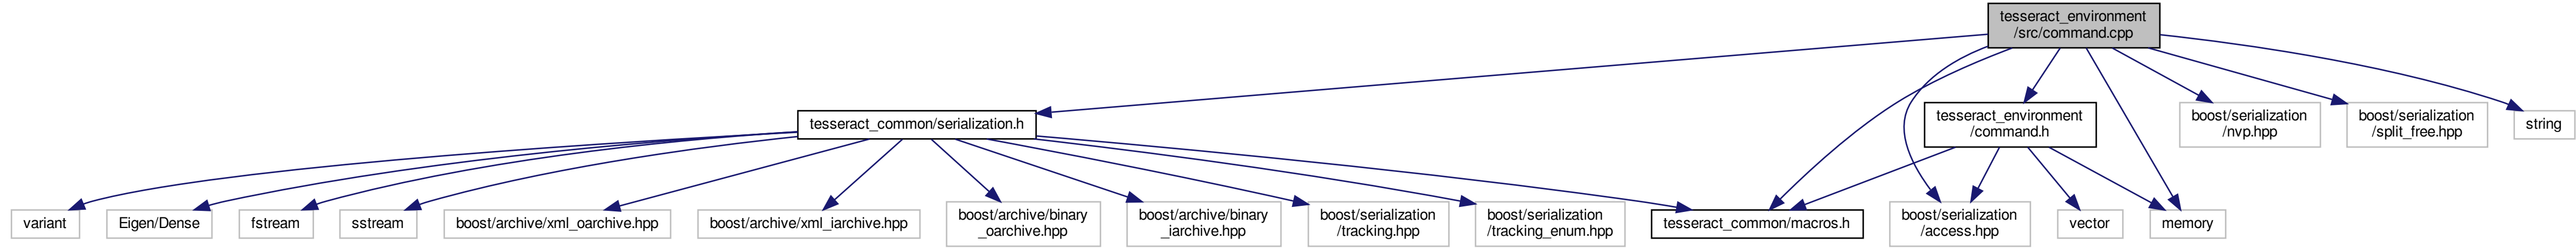 tesseract_environment
/src/command.cpp
tesseract_common/serialization.h
tesseract_environment
/command.h
boost/serialization
/nvp.hpp
boost/serialization
/split_free.hpp
string
variant
Eigen/Dense
fstream
sstream
boost/archive/xml_oarchive.hpp
boost/archive/xml_iarchive.hpp
boost/archive/binary
_oarchive.hpp
boost/archive/binary
_iarchive.hpp
boost/serialization
/tracking.hpp
boost/serialization
/tracking_enum.hpp
tesseract_common/macros.h
boost/serialization
/access.hpp
vector
memory